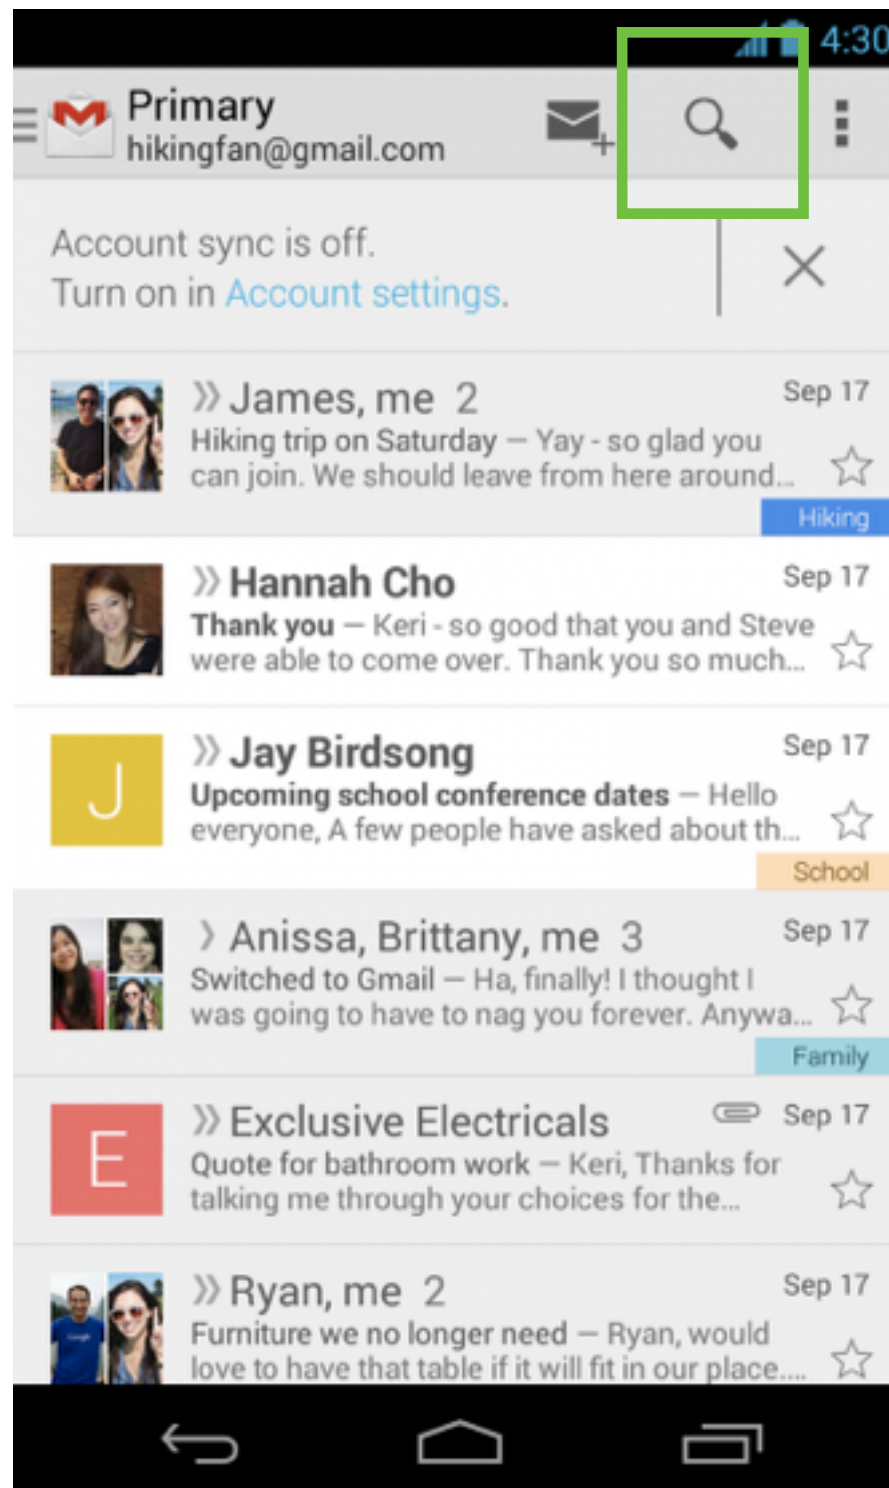 4:30
Primary
hikingfan@gmail.com
Account sync is off.
Turn on in Account settings.
James, me 2
Sep 17
Hiking trip on Saturday — Yay - so glad you
can join. We should leave from here around...
Hiking
Hannah Cho
Sep 17
Thank you — Keri - so good that you and Steve
were able to come over. Thank you so much...
J
Jay Birdsong
Sep 17
Upcoming school conference dates — Hello
everyone, A few people have asked about th...
School
Anissa, Brittany, me 3
Sep 17
Switched to Gmail — Ha, finally! I thought I
was going to have to nag you forever. Anywa...
Family
E
Exclusive Electricals
Sep 17
Quote for bathroom work — Keri, Thanks for
talking me through your choices for the...
Ryan, me 2
Sep 17
Furniture we no longer need — Ryan, would
love to have that table if it will fit in our place....